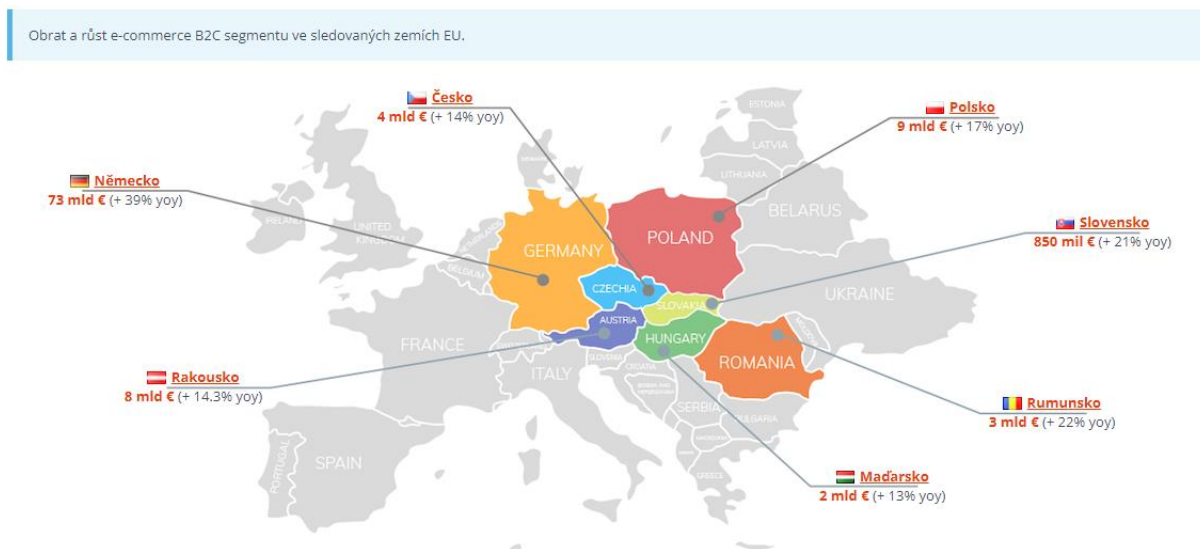 Obrat a růst e-commerce B2C segmentu ve sledovaných zemích EU.
Česko
4 mld € (+ 14% yoy)
Polsko
9 mld € (+ 17% yoy)
Německo
73 mld € (+ 39% yoy)
Slovensko
850 mil € (+ 21% yoy)
Rakousko
8 mld € (+ 14.3% yoy)
Rumunsko
3 mld € (+ 22% yoy)
Maďarsko
2 mld € (+ 13% yoy)
ESTONIA
LATVIA
LITHUANIA
BELARUS
IRELAND
UNITED
KINGDOM
NETHERLANDS
BELGIUM
GERMANY
POLAND
CZECHIA
SLOVAKIA
UKRAINE
AUSTRIA
HUNGARY
MOLDOVA
FRANCE
ROMANIA
SLOVENIA
CROATIA
ITALY
SERBIA
BULGARIA
PORTUGAL
SPAIN
GREECE